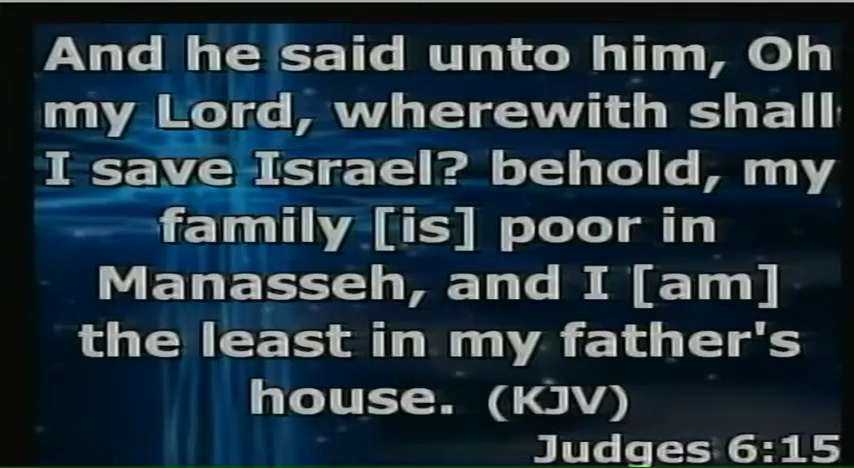 And he said unto him, Oh
my Lord, wherewith shall
I save Israel? behold, my
family [is] poor in
Manasseh, and I [am]
the least in my father's
house. (KJV)
Judges 6:15